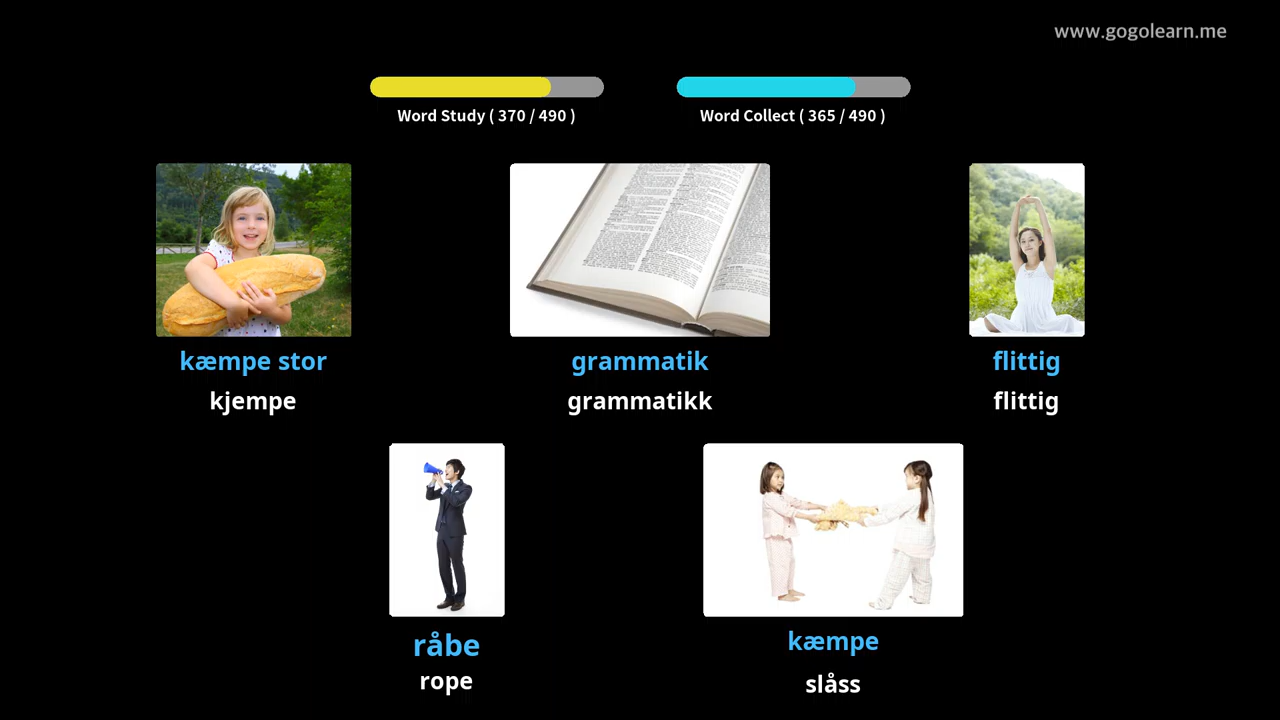 www.gogolearn.me
Word Study ( 370 / 490 )
Word Collect ( 365 / 490 )
kæmpe stor
kjempe
grammatik
grammatikk
flittig
flittig
råbe
rope
kæmpe
slåss